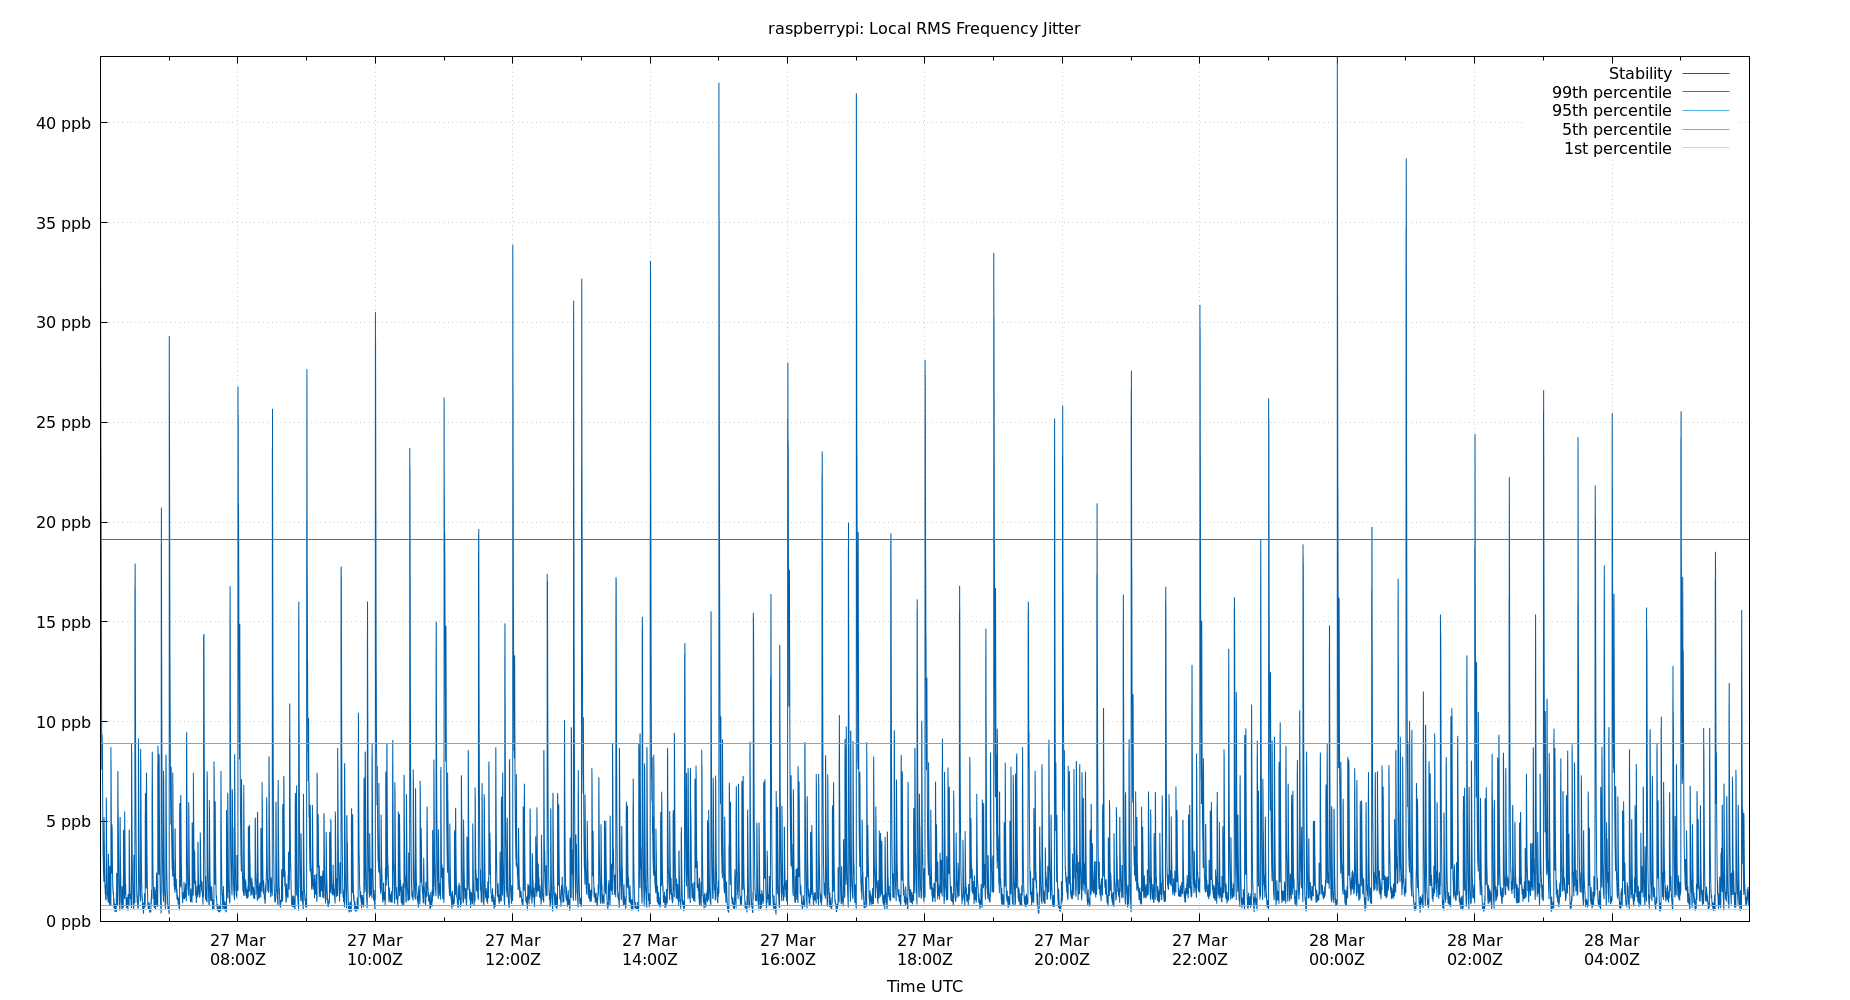 raspberrypi: Local RMS Frequency Jitter
Stability
99th percentile
95th percentile
5th percentile
1st percentile
40 ppb
35 ppb
30 ppb
25 ppb
20 ppb
15 ppb
10 ppb
5 ppb
0 ppb
27 Mar 27 Mar 27 Mar 27 Mar 27 Mar 27 Mar 27 Mar 27 Mar 28 Mar 28 Mar 28 Mar
08:00Z 10:00Z 12:00Z 14:00Z 16:00Z 18:00Z 20:00Z 22:00Z 00:00Z 02:00Z 04:00Z
Time UTC